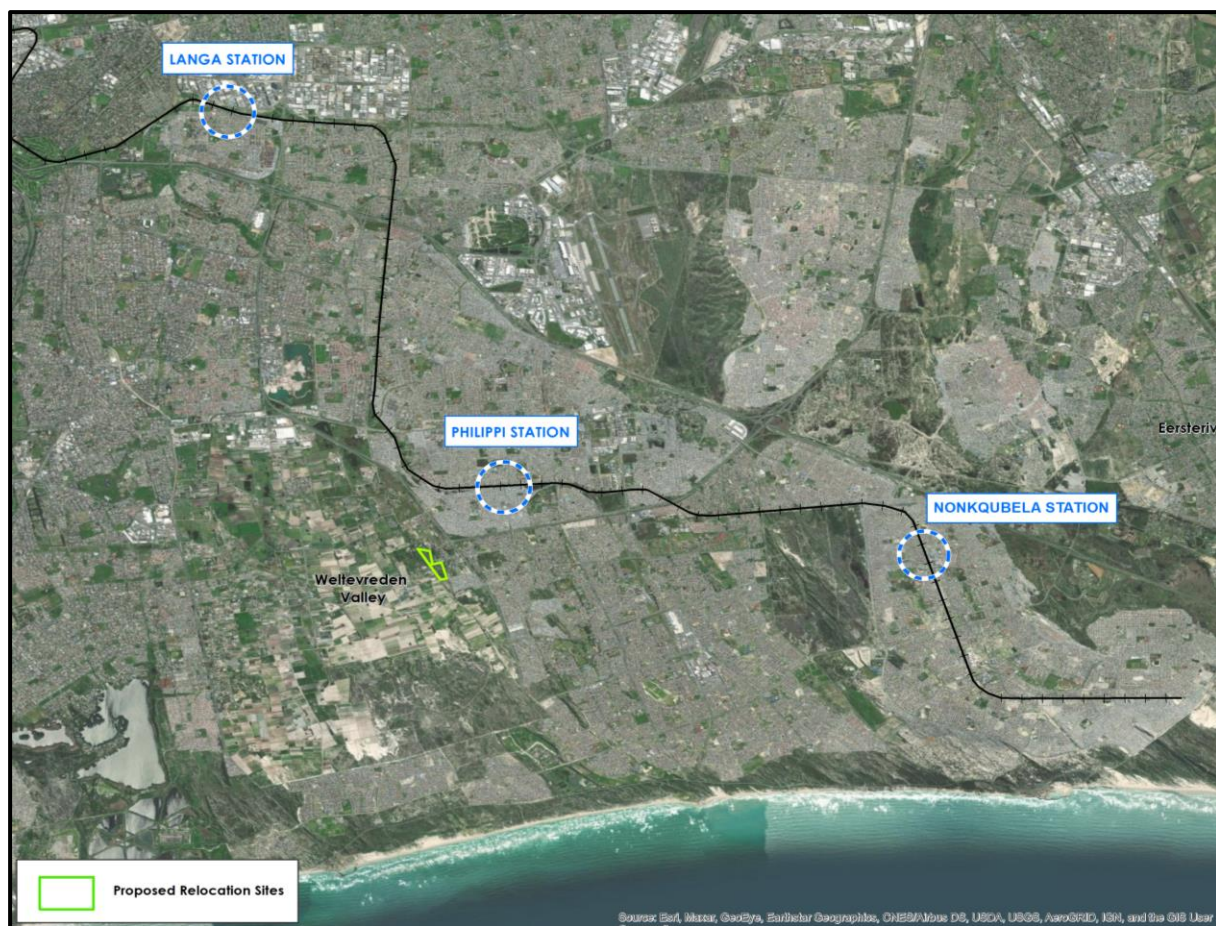 LANGA STATION
PHILIPPI STATION
Eersteriv
NONKQUBELA STATION
Weltevreden
Valley
Proposed Relocation Sites
Source: Esri, Maxar, GeoEye, Earthstar Geographics, CNES/Airbus DS, USDA, USGS, AeroGRID, IGN, and the GIS User